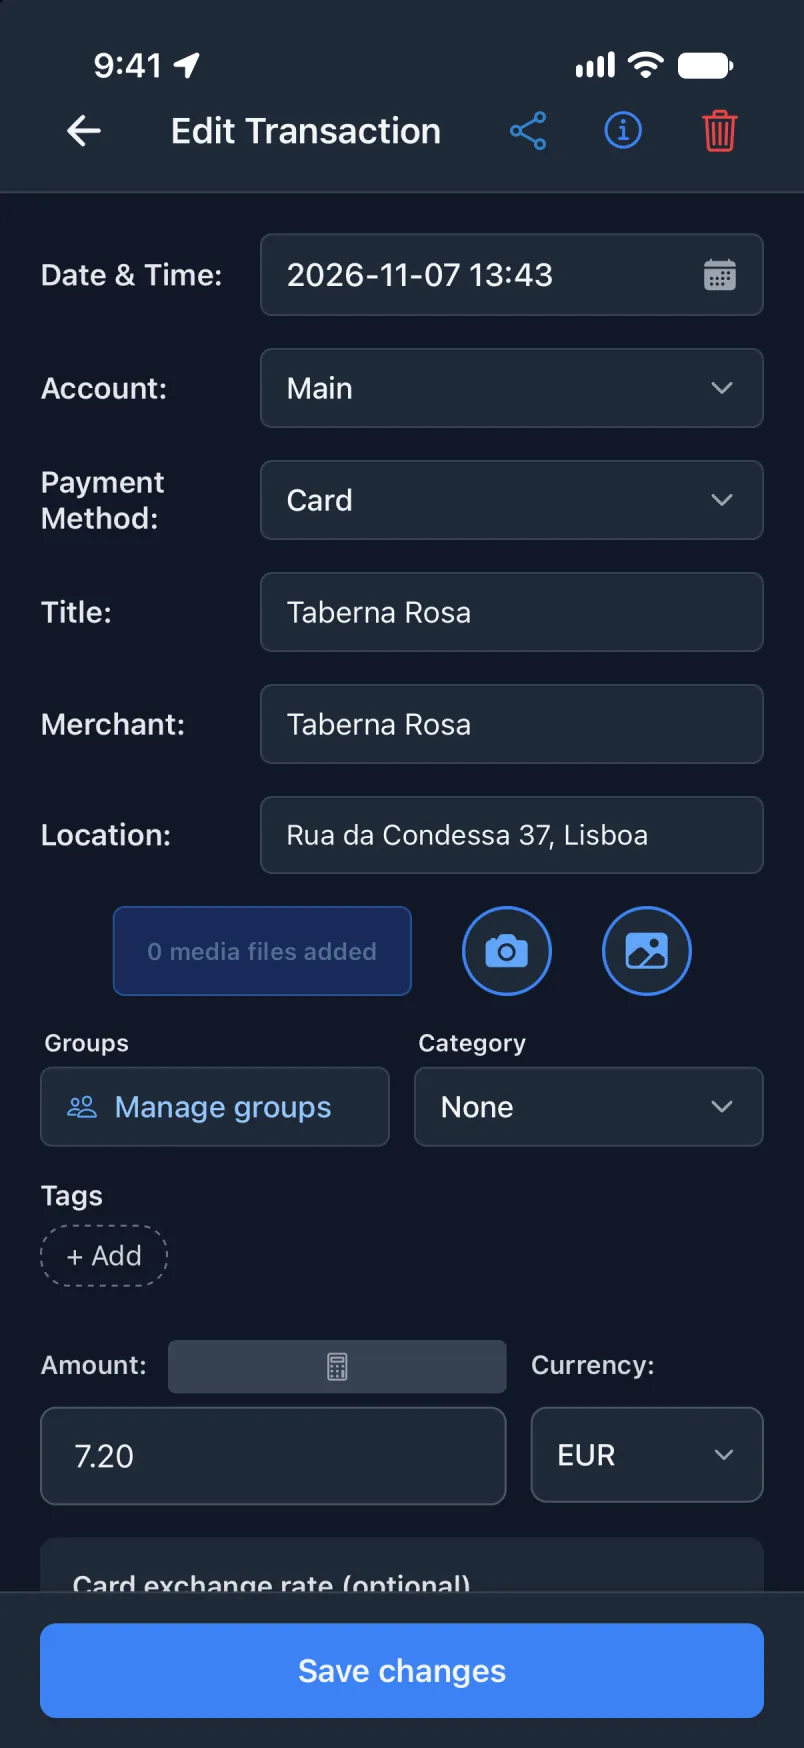 9:41
Edit Transaction
Date & Time:
2026-11-07 13:43
Account:
Main
Payment
Method:
Card
Title:
Taberna Rosa
Merchant:
Taberna Rosa
Location:
Rua da Condessa 37, Lisboa
0 media files added
Groups
Category
Manage groups
None
Tags
+ Add
Amount:
Currency:
7.20
EUR
Card exchange rate (optional)
Save changes